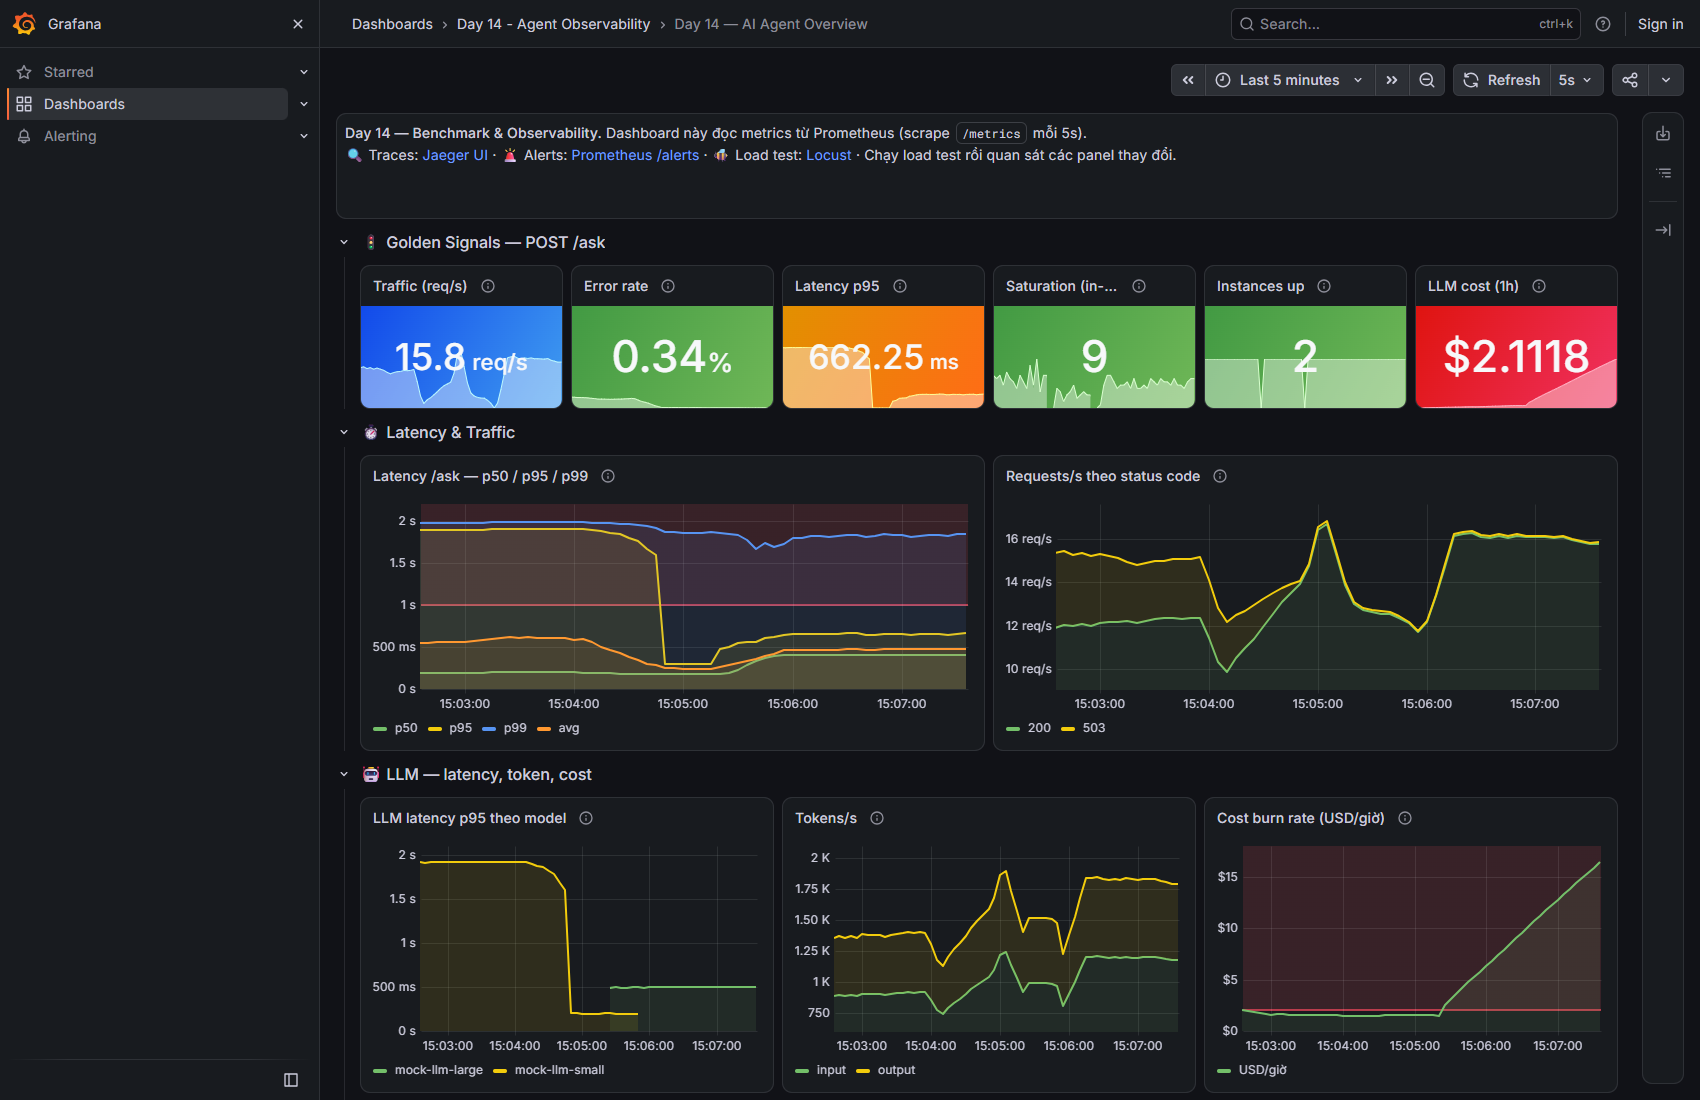 Grafana
Dashboards › Day 14 - Agent Observability › Day 14 — AI Agent Overview
Search...
ctrl+k
Sign in
Starred
Dashboards
Alerting
Last 5 minutes
Refresh
5s
Day 14 — Benchmark & Observability. Dashboard này đọc metrics từ Prometheus (scrape /metrics mỗi 5s).
Traces: Jaeger UI · Alerts: Prometheus /alerts · Load test: Locust · Chạy load test rồi quan sát các panel thay đổi.
Golden Signals — POST /ask
Traffic (req/s)
15.8 req/s
Error rate
0.34%
Latency p95
662.25 ms
Saturation (in-...
9
Instances up
2
LLM cost (1h)
$2.1118
Latency & Traffic
Latency /ask — p50 / p95 / p99
2 s
1.5 s
1 s
500 ms
0 s
15:03:00 15:04:00 15:05:00 15:06:00 15:07:00
p50 p95 p99 avg
Requests/s theo status code
16 req/s
14 req/s
12 req/s
10 req/s
15:03:00 15:04:00 15:05:00 15:06:00 15:07:00
200 503
LLM — latency, token, cost
LLM latency p95 theo model
2 s
1.5 s
1 s
500 ms
0 s
15:03:00 15:04:00 15:05:00 15:06:00 15:07:00
mock-llm-large mock-llm-small
Tokens/s
2 K
1.75 K
1.50 K
1.25 K
1 K
750
15:03:00 15:04:00 15:05:00 15:06:00 15:07:00
input output
Cost burn rate (USD/giờ)
$15
$10
$5
$0
15:03:00 15:04:00 15:05:00 15:06:00 15:07:00
USD/giờ